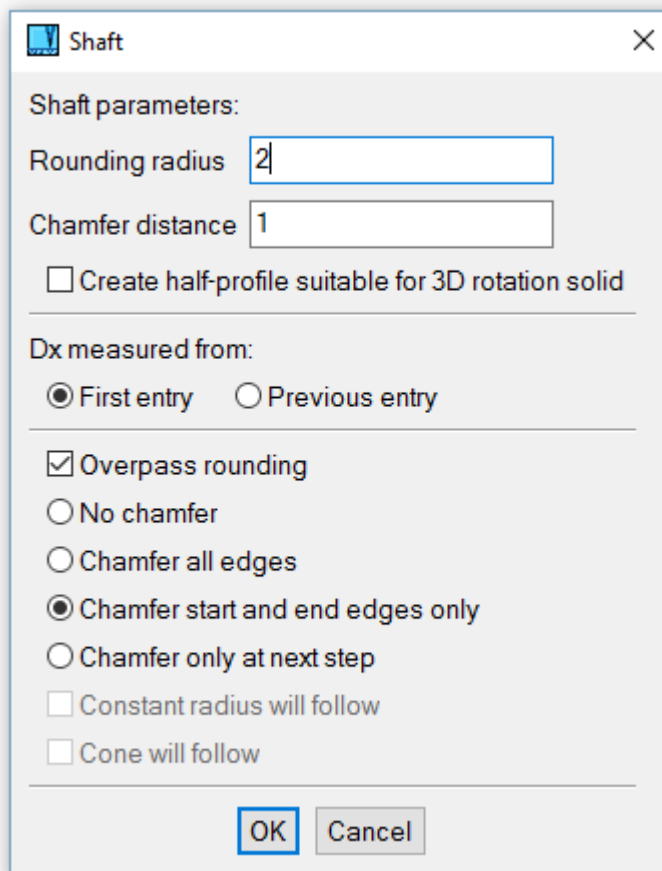 Shaft
Shaft parameters:
Rounding radius 2
Chamfer distance 1
Create half-profile suitable for 3D rotation solid
Dx measured from:
First entry Previous entry
Overpass rounding
No chamfer
Chamfer all edges
Chamfer start and end edges only
Chamfer only at next step
Constant radius will follow
Cone will follow
OK Cancel